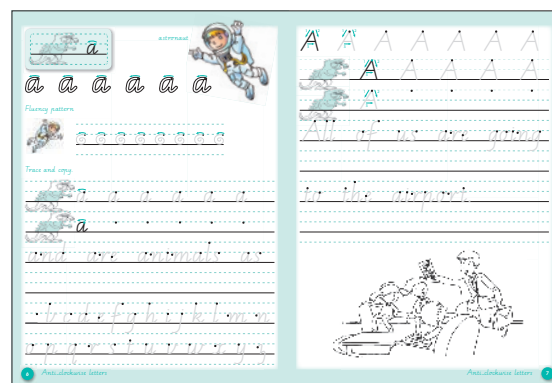 a
astronaut
a a a a a a
Fluency pattern
Trace and copy
a a a a a a
a
and are animals as
6 Anti-clockwise letters
A A A A A A A
A A A A A
A
All of us are going
to the airport
Anti-clockwise letters 7